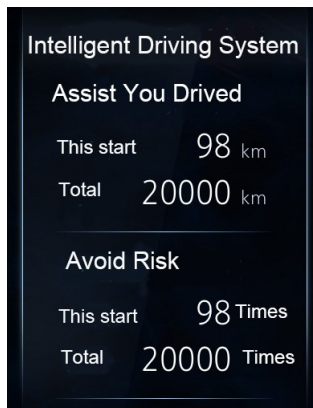 Intelligent Driving System
Assist You Drived
This start 98 km
Total 20000 km
Avoid Risk
This start 98 Times
Total 20000 Times